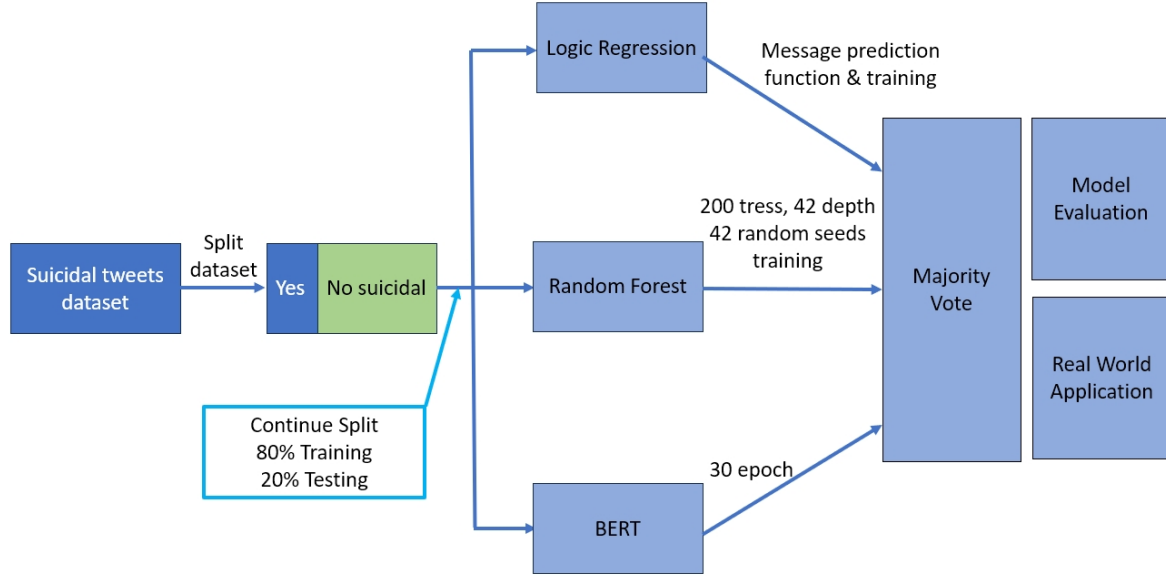 Suicidal tweets
dataset
Split
dataset
Yes
No suicidal
Continue Split
80% Training
20% Testing
Logic Regression
Message prediction
function & training
Random Forest
200 tress, 42 depth
42 random seeds
training
BERT
30 epoch
Majority
Vote
Model
Evaluation
Real World
Application